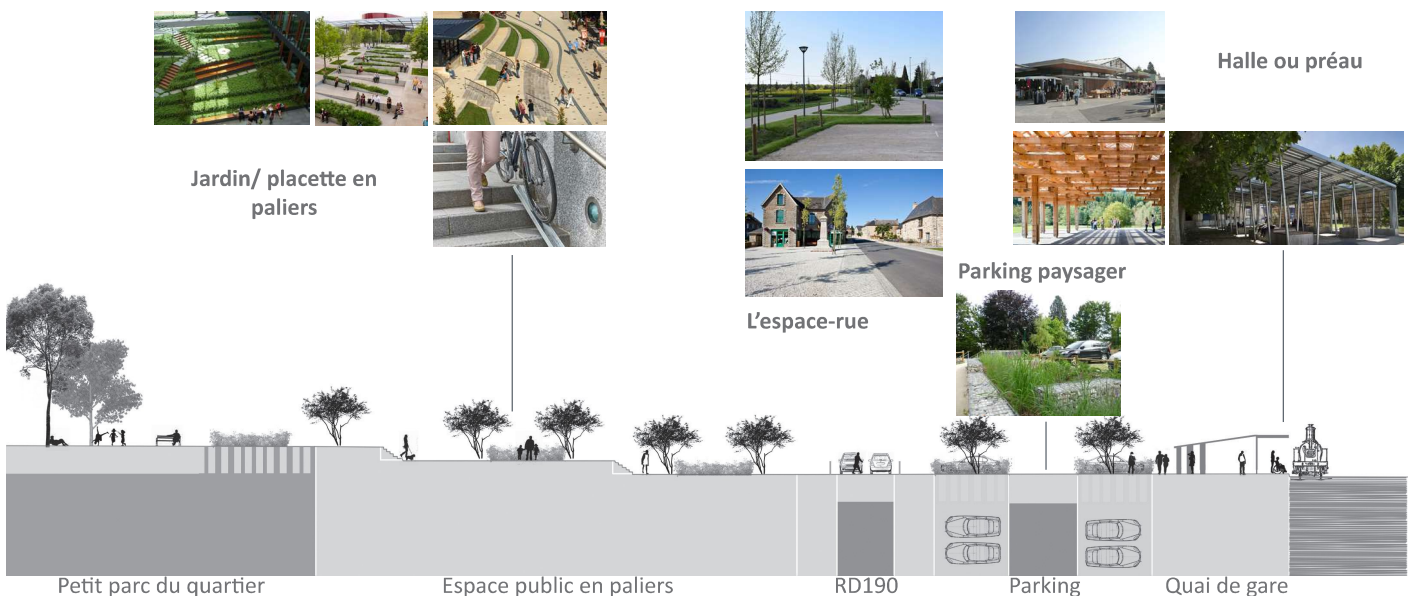 Halle ou préau
Jardin/ placette en
paliers
Parking paysager
L'espace-rue
Petit parc du quartier
Espace public en paliers
RD190
Parking
Quai de gare